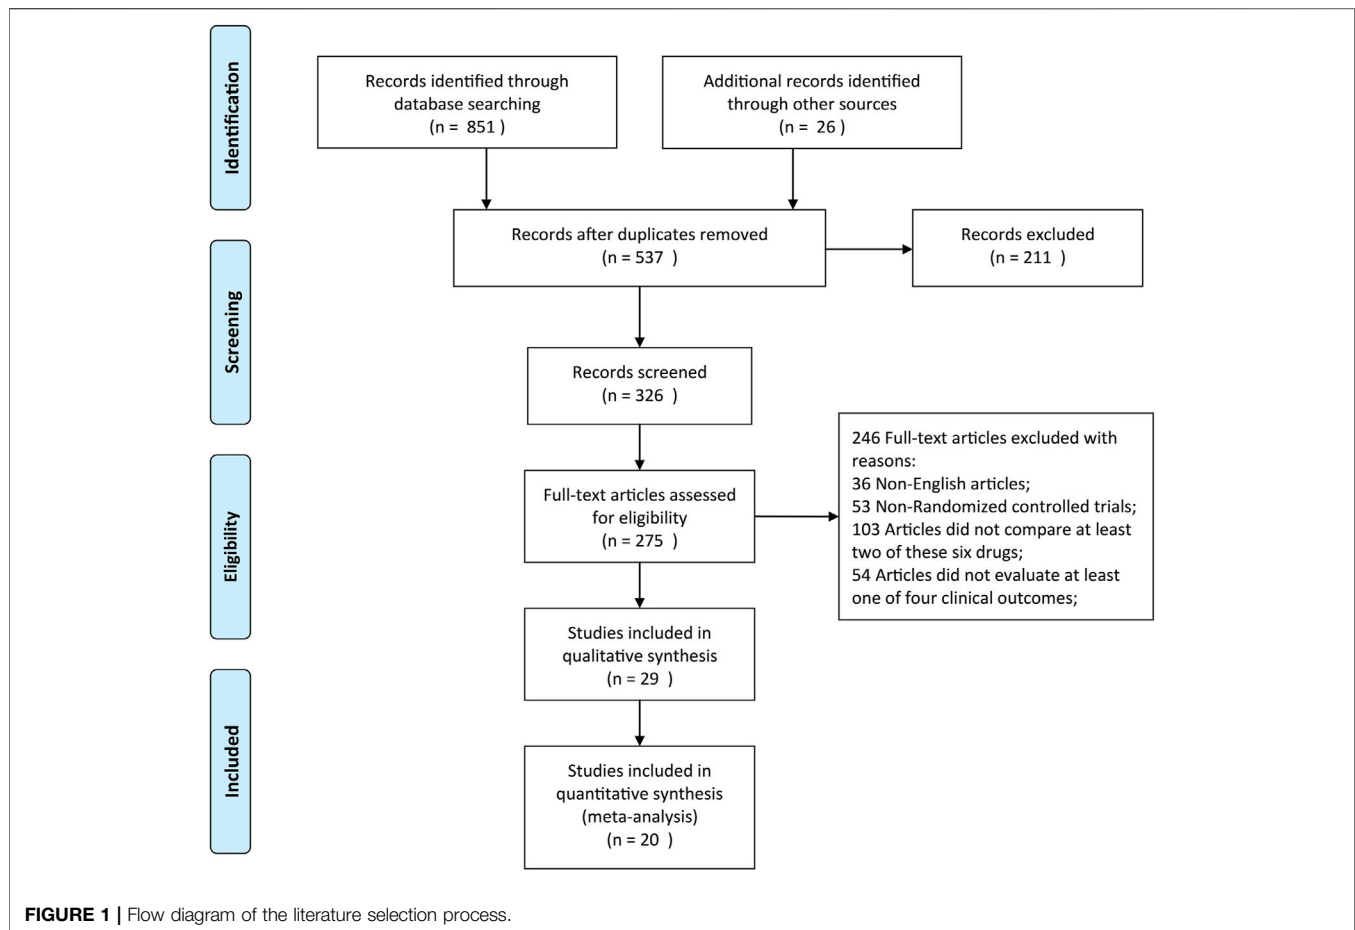 Identification
Records identified through
database searching
(n = 851 )
Additional records identified
through other sources
(n = 26 )
Records after duplicates removed
(n = 537 )
Records excluded
(n = 211 )
Screening
Records screened
(n = 326 )
Eligibility
Full-text articles assessed
for eligibility
(n = 275 )
246 Full-text articles excluded with
reasons:
36 Non-English articles;
53 Non-Randomized controlled trials;
103 Articles did not compare at least
two of these six drugs;
54 Articles did not evaluate at least
one of four clinical outcomes;
Studies included in
qualitative synthesis
(n = 29 )
Included
Studies included in
quantitative synthesis
(meta-analysis)
(n = 20 )
FIGURE 1 | Flow diagram of the literature selection process.